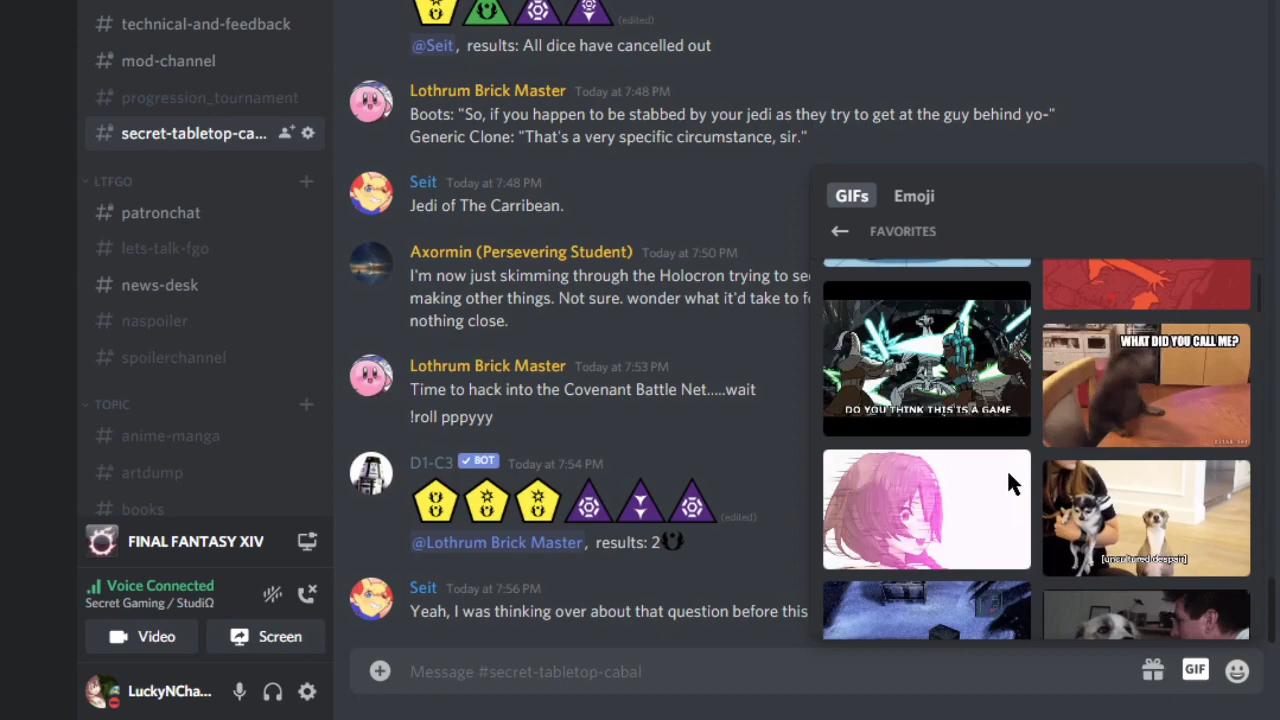 technical-and-feedback
mod-channel
progression_tournament
secret-tabletop-ca...
LTFGO
patronchat
lets-talk-fgo
news-desk
naspoiler
spoilerchannel
TOPIC
anime-manga
artdump
books
FINAL FANTASY XIV
Voice Connected
Secret Gaming / StudiΩ
Video
Screen
LuckyNCha...
(edited)
@Seit, results: All dice have cancelled out
Lothrum Brick Master Today at 7:48 PM
Boots: "So, if you happen to be stabbed by your jedi as they try to get at the guy behind yo-"
Generic Clone: "That's a very specific circumstance, sir."
Seit Today at 7:48 PM
Jedi of The Carribean.
Axormin (Persevering Student) Today at 7:50 PM
I'm now just skimming through the Holocron trying to se
making other things. Not sure. wonder what it'd take to f
nothing close.
Lothrum Brick Master Today at 7:53 PM
Time to hack into the Covenant Battle Net.....wait
!roll pppyyy
D1-C3 BOT Today at 7:54 PM
(edited)
@Lothrum Brick Master, results: 2
Seit Today at 7:56 PM
Yeah, I was thinking over about that question before this
Message #secret-tabletop-cabal
GIF
GIFs Emoji
FAVORITES
DO YOU THINK THIS IS A GAME
WHAT DID YOU CALL ME?
[uncultured despair]